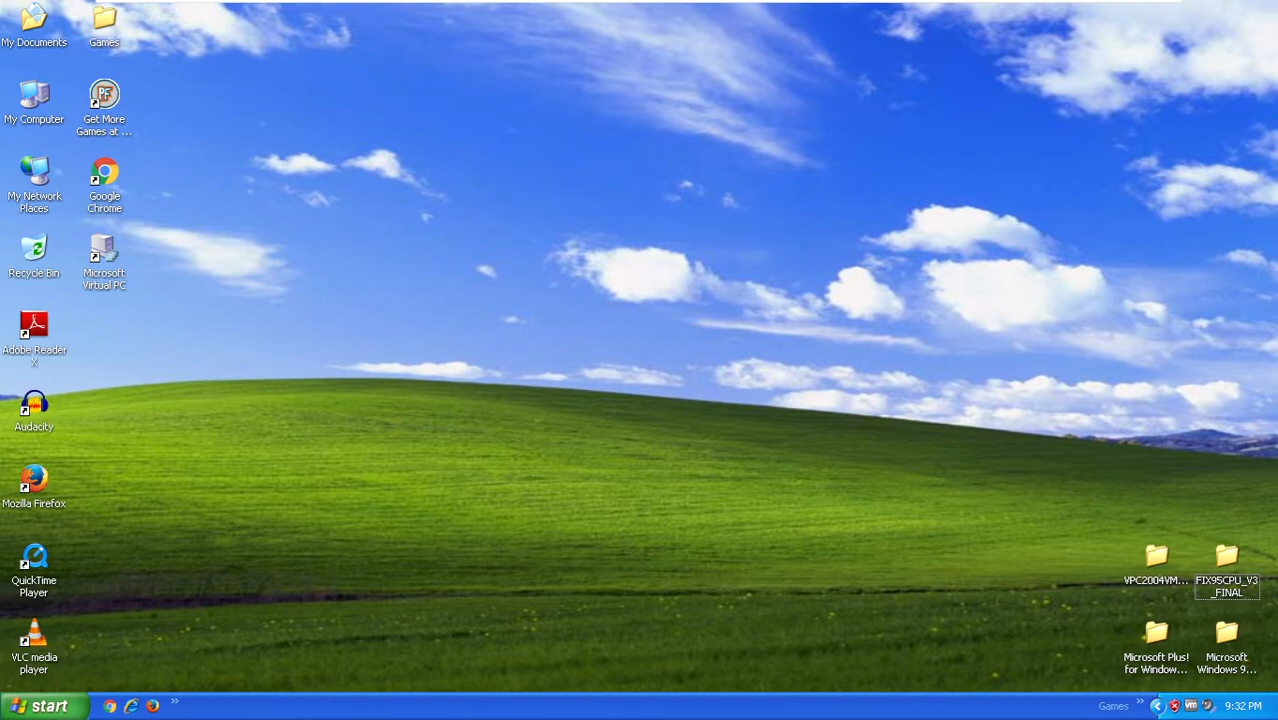 My Documents
Games
My Computer
Get More
Games at ...
My Network
Places
Google
Chrome
Recycle Bin
Microsoft
Virtual PC
Adobe Reader
X
Audacity
Mozilla Firefox
QuickTime
Player
VLC media
player
VPC2004VM...
FIX95CPU_V3
_FINAL
Microsoft Plus!
for Window...
Microsoft
Windows 9...
start
Games
9:32 PM